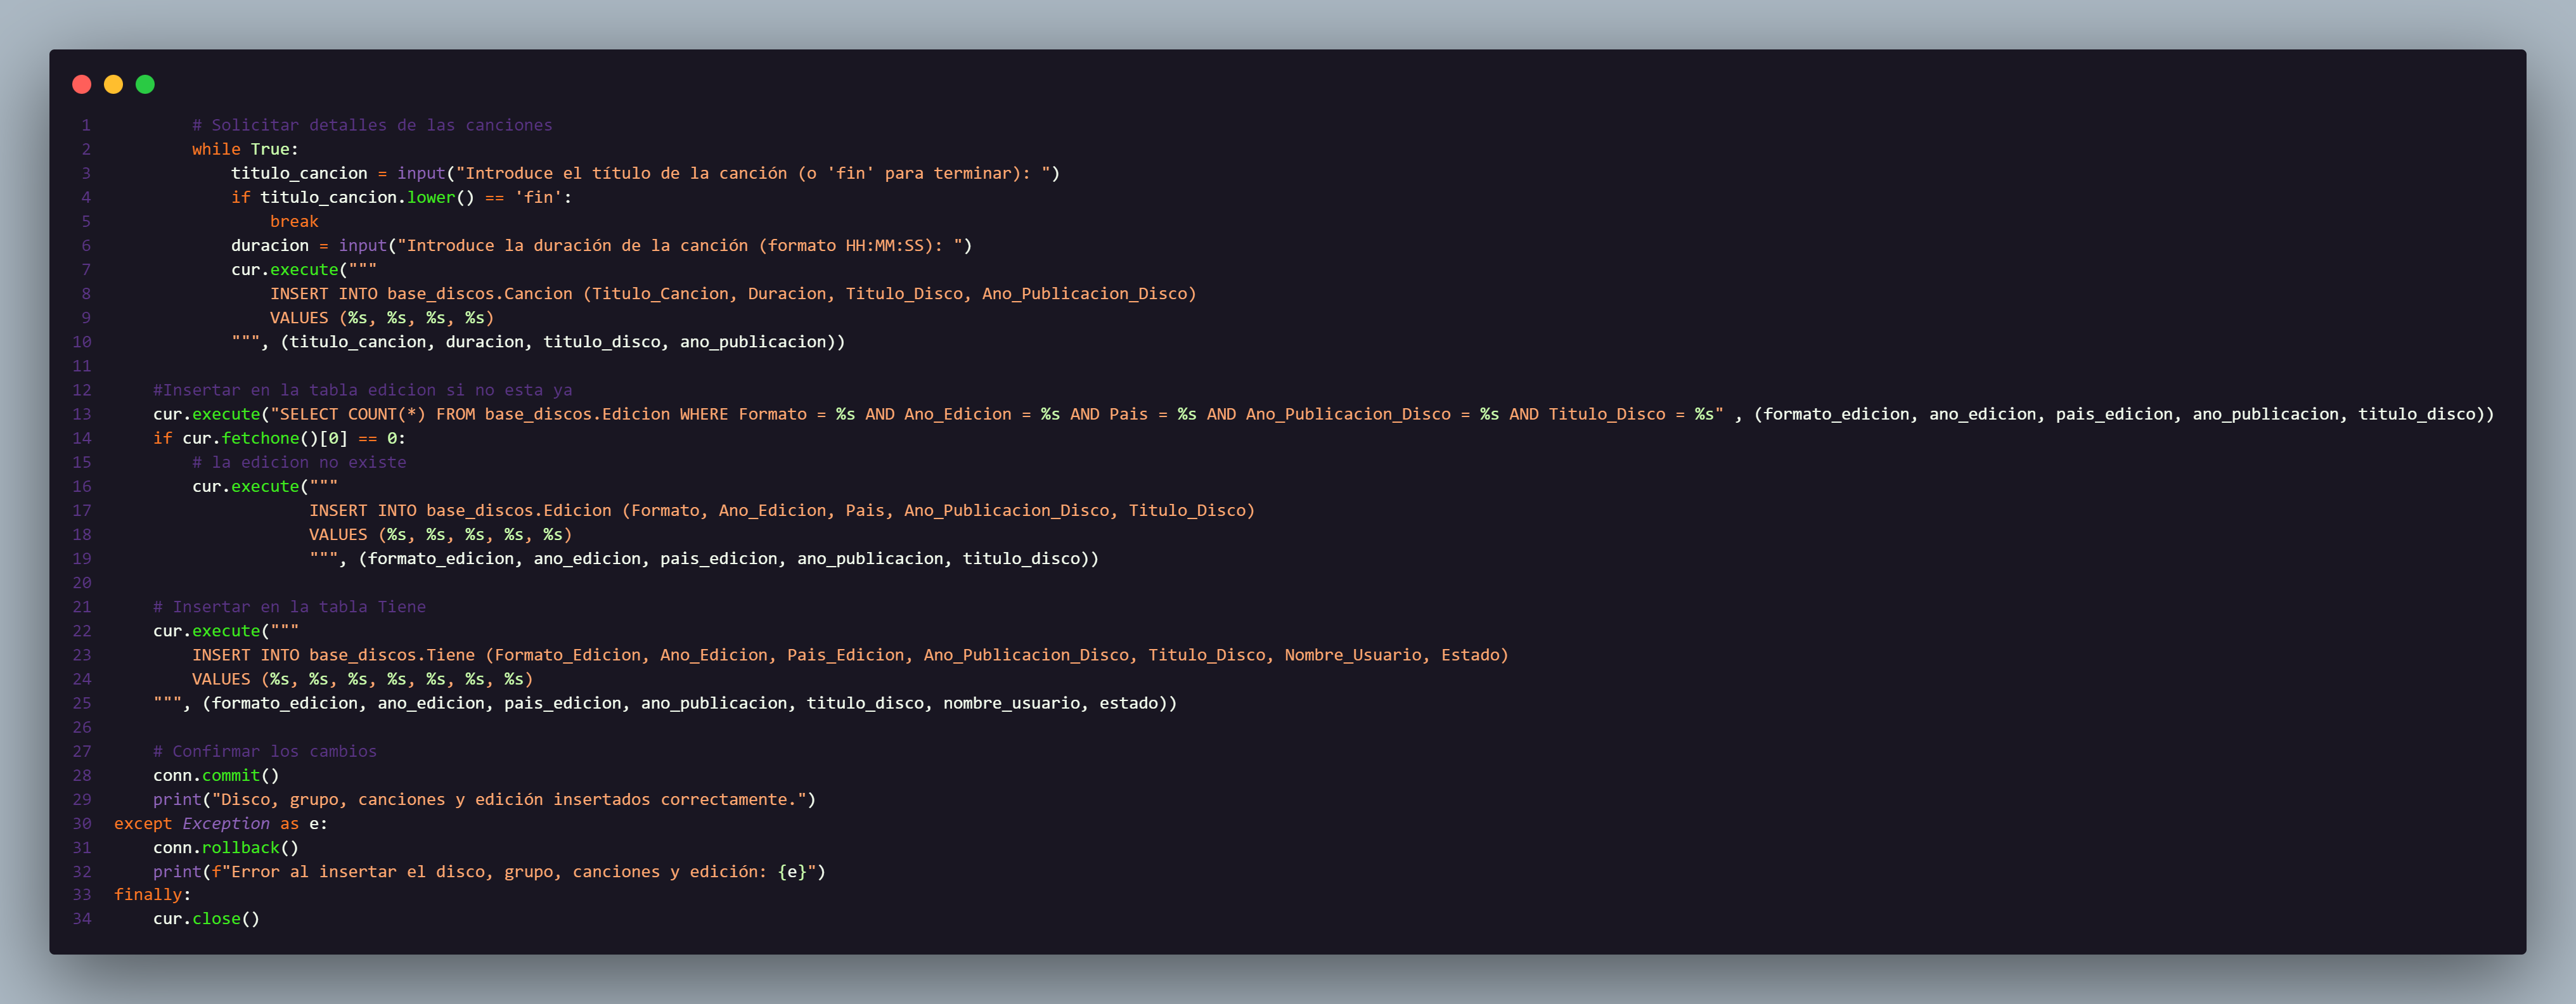 1         # Solicitar detalles de las canciones
2         while True:
3             titulo_cancion = input("Introduce el título de la canción (o 'fin' para terminar): ")
4             if titulo_cancion.lower() == 'fin':
5                 break
6             duracion = input("Introduce la duración de la canción (formato HH:MM:SS): ")
7             cur.execute("""
8                 INSERT INTO base_discos.Cancion (Titulo_Cancion, Duracion, Titulo_Disco, Ano_Publicacion_Disco)
9                 VALUES (%s, %s, %s, %s)
10             """, (titulo_cancion, duracion, titulo_disco, ano_publicacion))
11
12     #Insertar en la tabla edicion si no esta ya
13     cur.execute("SELECT COUNT(*) FROM base_discos.Edicion WHERE Formato = %s AND Ano_Edicion = %s AND Pais = %s AND Ano_Publicacion_Disco = %s AND Titulo_Disco = %s" , (formato_edicion, ano_edicion, pais_edicion, ano_publicacion, titulo_disco))
14     if cur.fetchone()[0] == 0:
15         # la edicion no existe
16         cur.execute("""
17                     INSERT INTO base_discos.Edicion (Formato, Ano_Edicion, Pais, Ano_Publicacion_Disco, Titulo_Disco)
18                     VALUES (%s, %s, %s, %s, %s)
19                     """, (formato_edicion, ano_edicion, pais_edicion, ano_publicacion, titulo_disco))
20
21     # Insertar en la tabla Tiene
22     cur.execute("""
23         INSERT INTO base_discos.Tiene (Formato_Edicion, Ano_Edicion, Pais_Edicion, Ano_Publicacion_Disco, Titulo_Disco, Nombre_Usuario, Estado)
24         VALUES (%s, %s, %s, %s, %s, %s, %s)
25     """, (formato_edicion, ano_edicion, pais_edicion, ano_publicacion, titulo_disco, nombre_usuario, estado))
26
27     # Confirmar los cambios
28     conn.commit()
29     print("Disco, grupo, canciones y edición insertados correctamente.")
30 except Exception as e:
31     conn.rollback()
32     print(f"Error al insertar el disco, grupo, canciones y edición: {e}")
33 finally:
34     cur.close()